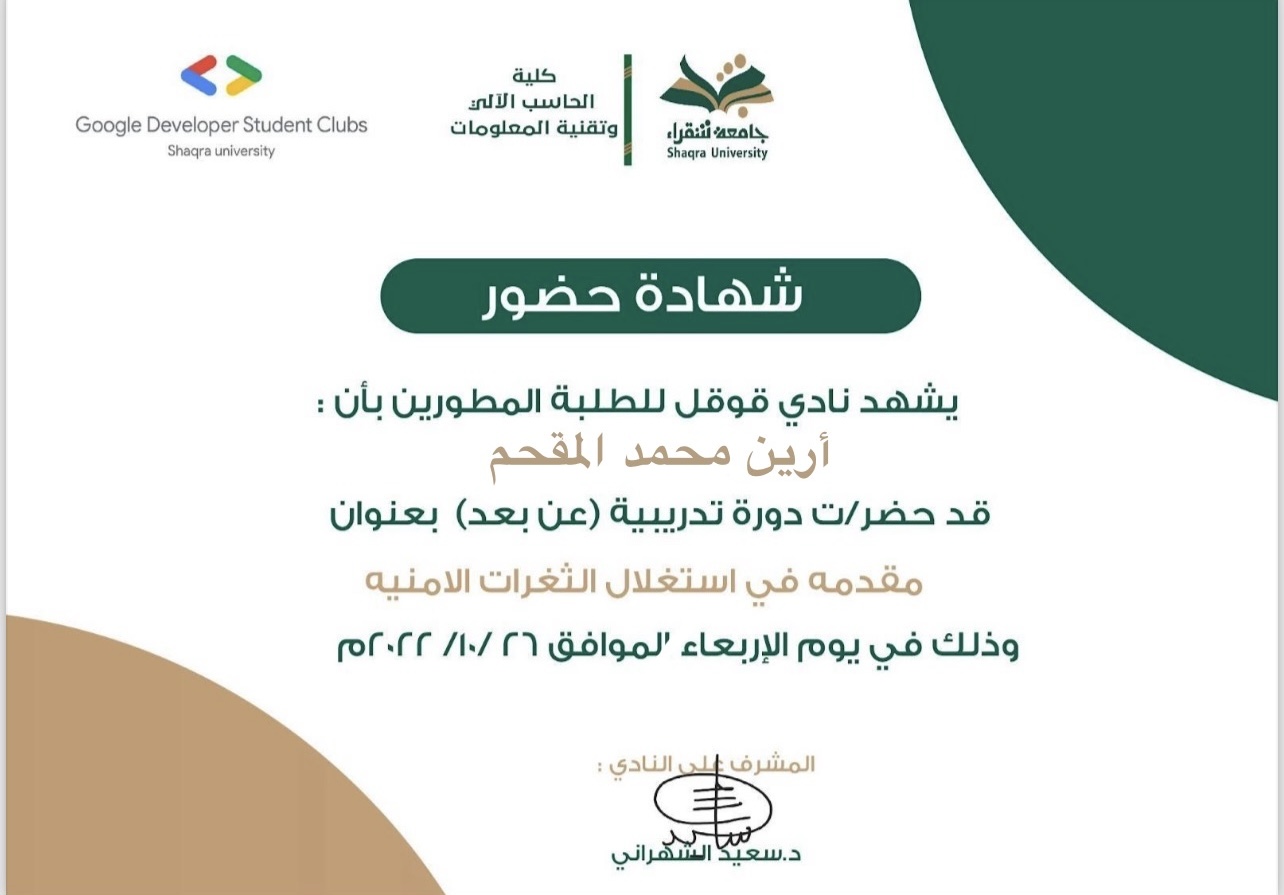 Google Developer Student Clubs
Shaqra university
كلية
الحاسب الآلي
وتقنية المعلومات
جامعة شقراء
Shaqra University
شهادة حضور
يشهد نادي قوقل للطلبة المطورين بأن :
أرين محمد المقحم
قد حضر/ت دورة تدريبية (عن بعد) بعنوان
مقدمه في استغلال الثغرات الامنيه
وذلك في يوم الإربعاء 'لموافق ٢٦ /١٠/ ٢٠٢٢م
المشرف على النادي :
د.سعيد الشهراني